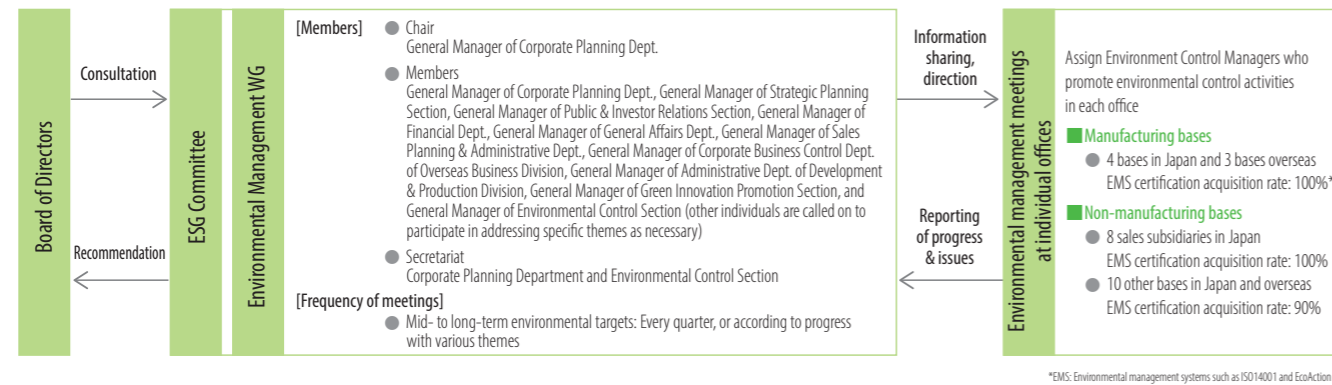 Board of Directors
Consultation
Recommendation
ESG Committee
Environmental Management WG
[Members]
● Chair
General Manager of Corporate Planning Dept.
● Members
General Manager of Corporate Planning Dept., General Manager of Strategic Planning
Section, General Manager of Public & Investor Relations Section, General Manager of
Financial Dept., General Manager of General Affairs Dept., General Manager of Sales
Planning & Administrative Dept., General Manager of Corporate Business Control Dept.
of Overseas Business Division, General Manager of Administrative Dept. of Development
& Production Division, General Manager of Green Innovation Promotion Section, and
General Manager of Environmental Control Section (other individuals are called on to
participate in addressing specific themes as necessary)
● Secretariat
Corporate Planning Department and Environmental Control Section
[Frequency of meetings]
● Mid- to long-term environmental targets: Every quarter, or according to progress
with various themes
Information
sharing,
direction
Reporting
of progress
& issues
Environmental management meetings
at individual offices
Assign Environment Control Managers who
promote environmental control activities
in each office
■Manufacturing bases
● 4 bases in Japan and 3 bases overseas
EMS certification acquisition rate: 100%*
■Non-manufacturing bases
● 8 sales subsidiaries in Japan
EMS certification acquisition rate: 100%
● 10 other bases in Japan and overseas
EMS certification acquisition rate: 90%
*EMS: Environmental management systems such as ISO14001 and EcoAction